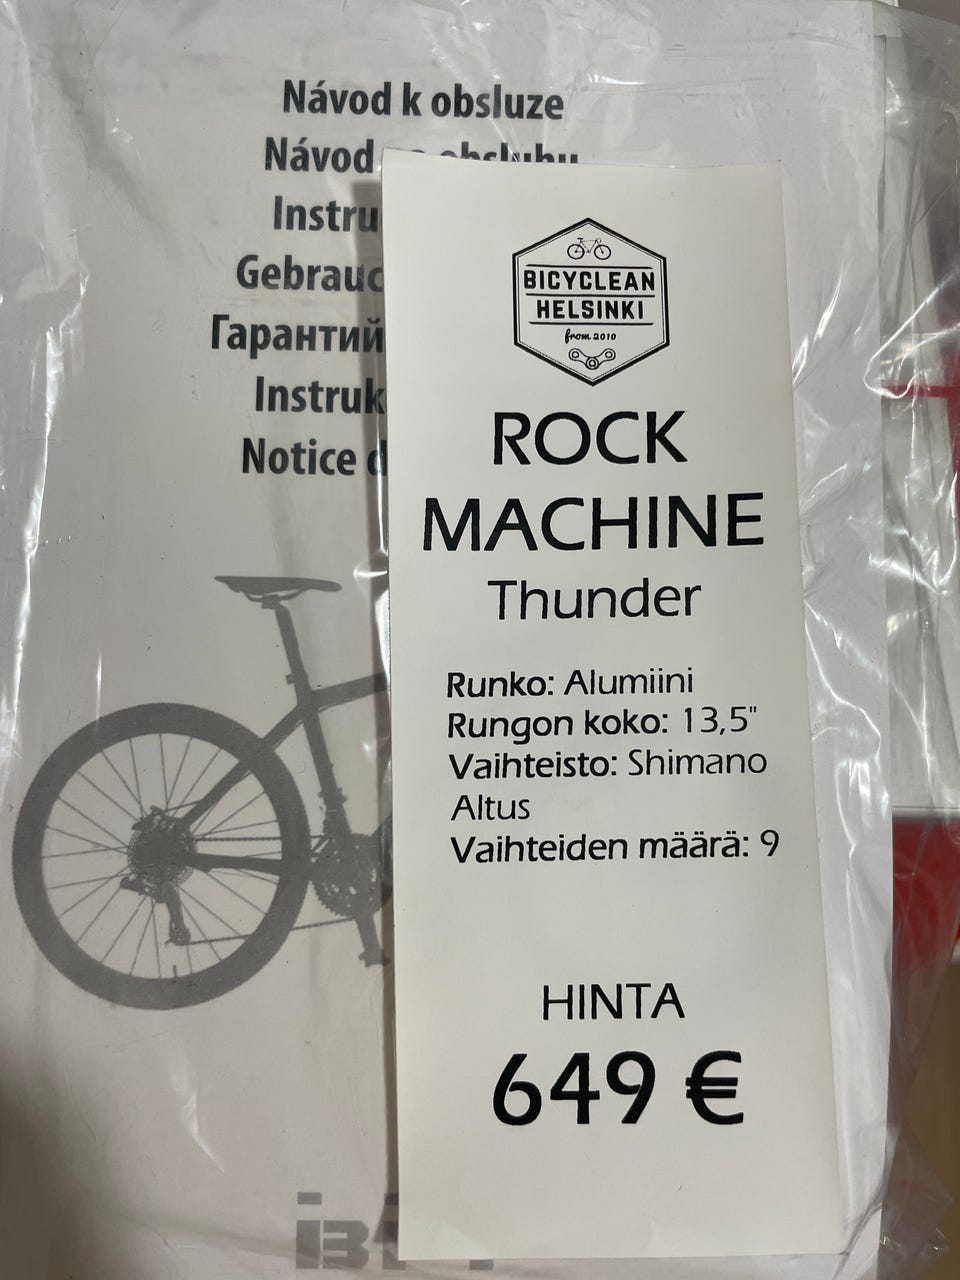 Návod k obsluze
Návod
Instru
Gebrauc
Гарантий
Instruk
Notice d
BICYCLEAN
HELSINKI
from 2010
ROCK
MACHINE
Thunder
Runko: Alumiini
Rungon koko: 13,5"
Vaihteisto: Shimano
Altus
Vaihteiden määrä: 9
HINTA
649 €